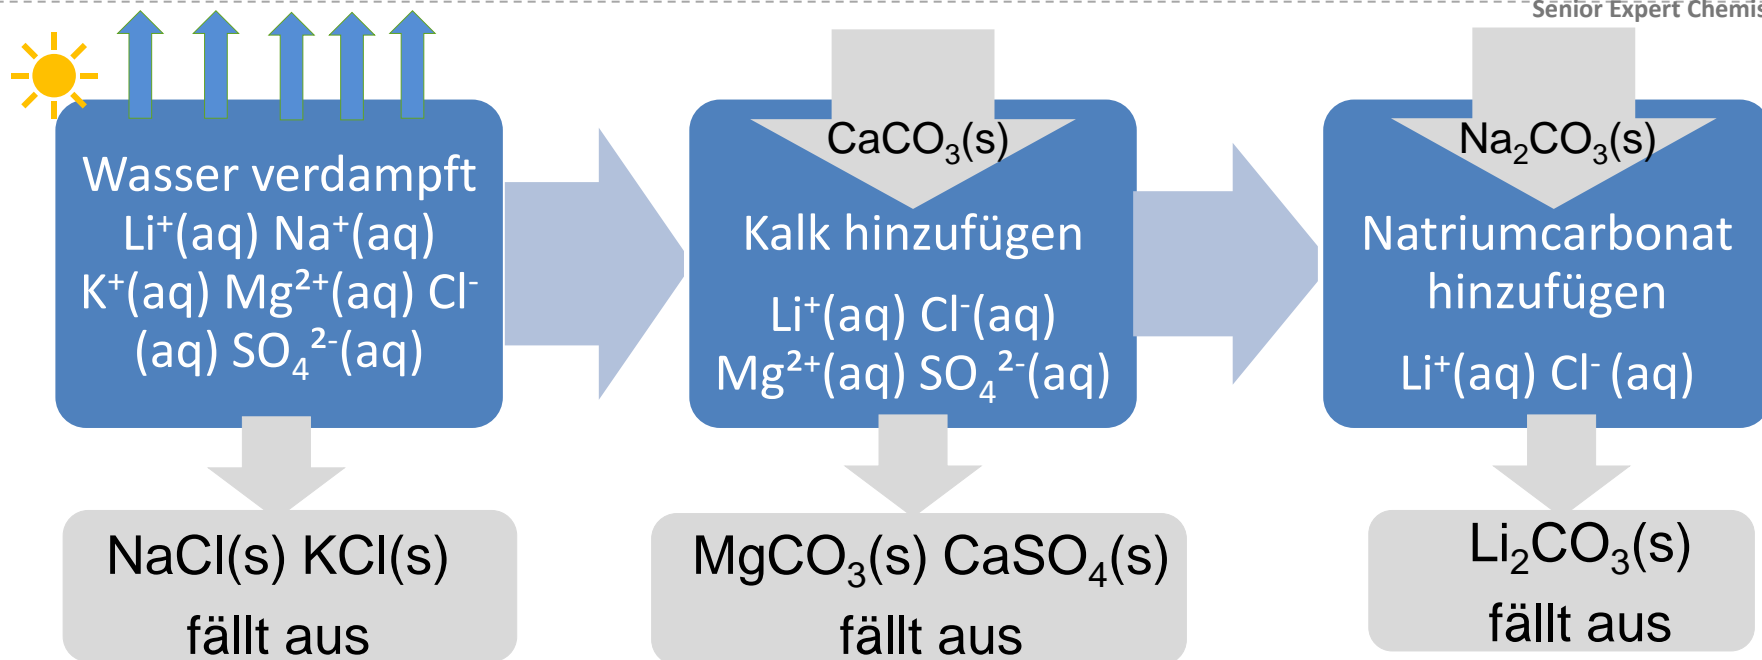 Senior Expert Chemis
Wasser verdampft
Li⁺(aq) Na⁺(aq)
K⁺(aq) Mg²⁺(aq) Cl⁻
(aq) SO₄²⁻(aq)
NaCl(s) KCl(s)
fällt aus
CaCO₃(s)
Kalk hinzufügen
Li⁺(aq) Cl⁻(aq)
Mg²⁺(aq) SO₄²⁻(aq)
MgCO₃(s) CaSO₄(s)
fällt aus
Na₂CO₃(s)
Natriumcarbonat
hinzufügen
Li⁺(aq) Cl⁻ (aq)
Li₂CO₃(s)
fällt aus